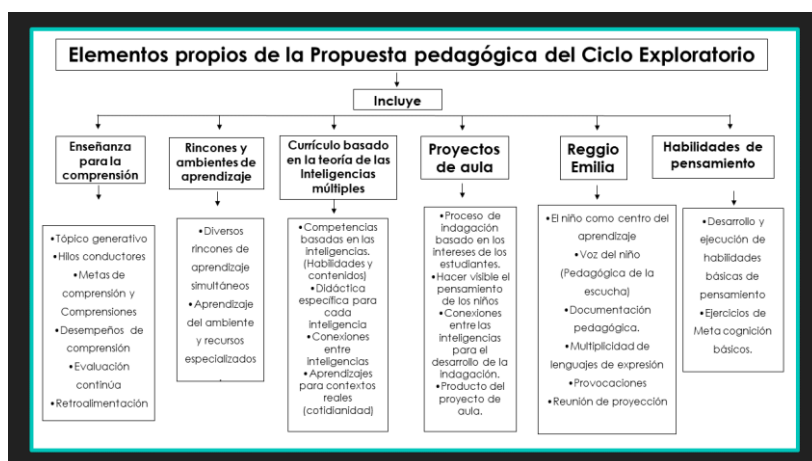 Elementos propios de la Propuesta pedagógica del Ciclo Exploratorio
Incluye
Enseñanza
para la
comprensión
Rincones y
ambientes de
aprendizaje
Currículo basado
en la teoría de las
Inteligencias
múltiples
Proyectos
de aula
Reggio
Emilia
Habilidades de
pensamiento
•Tópico generativo
•Hilos conductores
•Metas de
comprensión y
Comprensiones
•Desempeños de
comprensión
•Evaluación
continúa
•Retroalimentación
•Diversos
rincones de
aprendizaje
simultáneos
•Aprendizaje
del ambiente
y recursos
especializados
.
•Competencias
basadas en las
inteligencias.
(Habilidades y
contenidos)
•Didáctica
específica para
cada
inteligencia
•Conexiones
entre
inteligencias
•Aprendizajes
para contextos
reales
(cotidianidad)
•Proceso de
indagación
basado en los
intereses de los
estudiantes.
•Hacer visible el
pensamiento
de los niños
•Conexiones
entre las
inteligencias
para el
desarrollo de la
indagación.
•Producto del
proyecto de
aula.
•El niño como centro del
aprendizaje
•Voz del niño
(Pedagógica de la
escucha)
•Documentación
pedagógica.
•Multiplicidad de
lenguajes de expresión
•Provocaciones
•Reunión de proyección
•Desarrollo y
ejecución de
habilidades
básicas de
pensamiento
•Ejercicios de
Meta cognición
básicos.